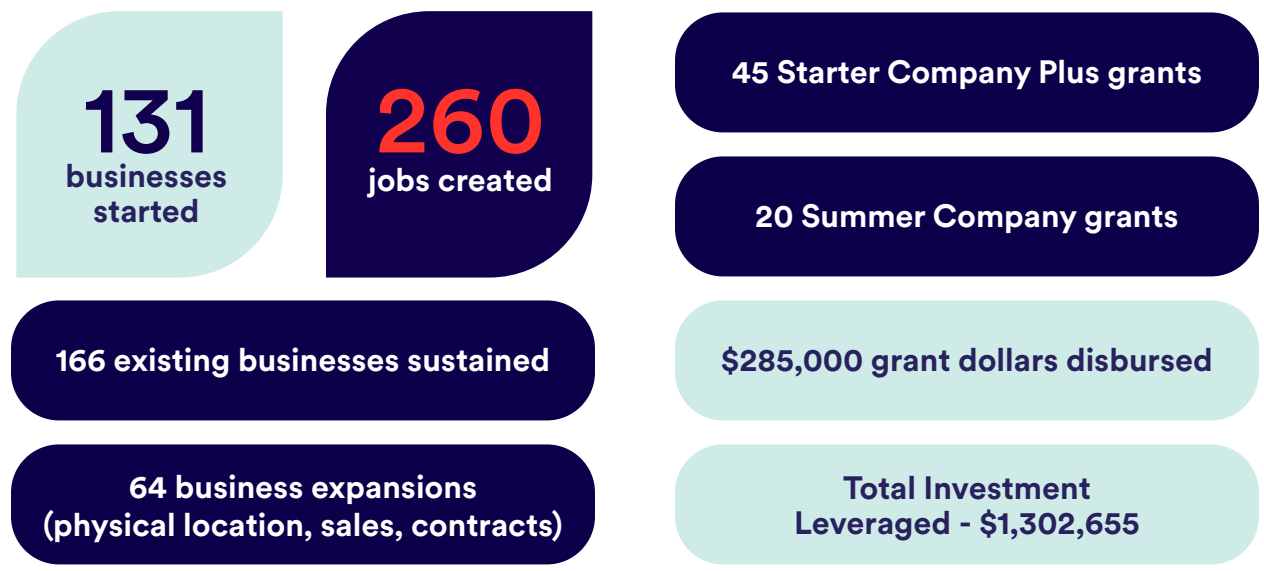 131
businesses
started
260
jobs created
166 existing businesses sustained
64 business expansions
(physical location, sales, contracts)
45 Starter Company Plus grants
20 Summer Company grants
$285,000 grant dollars disbursed
Total Investment
Leveraged - $1,302,655